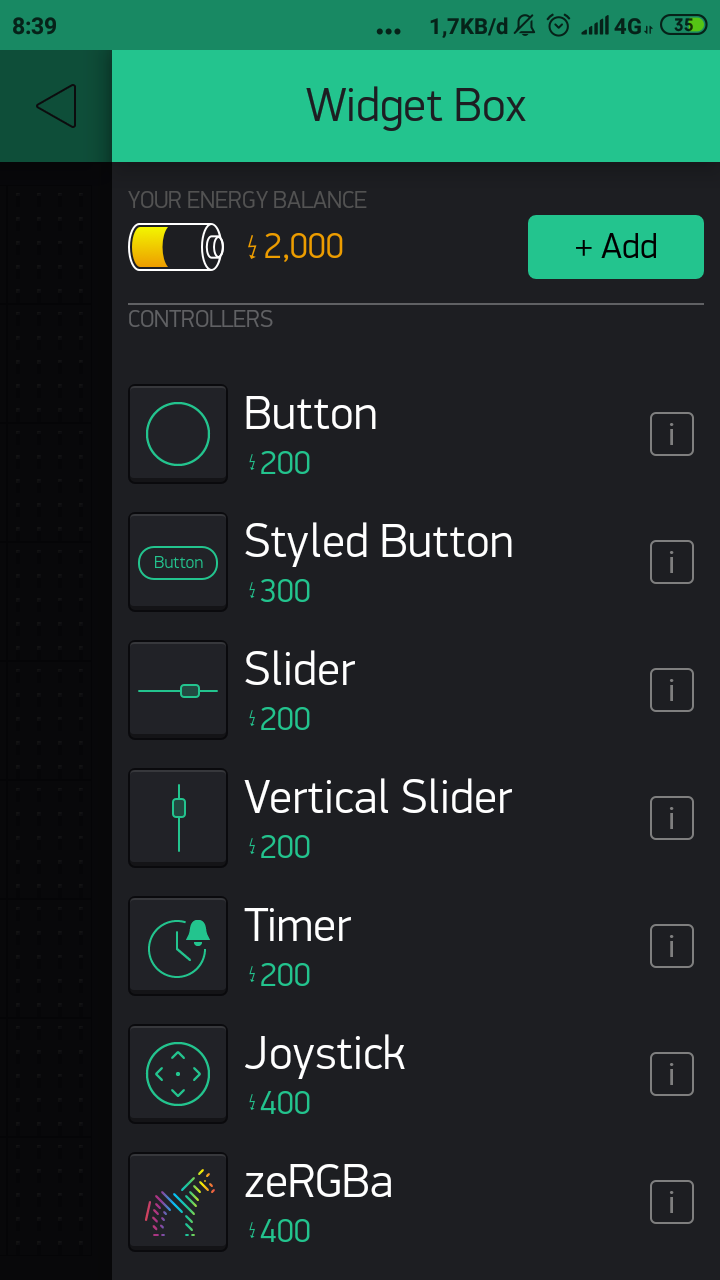 8:39 ... 1,7KB/d 4G 35
Widget Box
YOUR ENERGY BALANCE
2,000
+ Add
CONTROLLERS
Button
200
i
Button
Styled Button
300
i
Slider
200
i
Vertical Slider
200
i
Timer
200
i
Joystick
400
i
zeRGBa
400
i